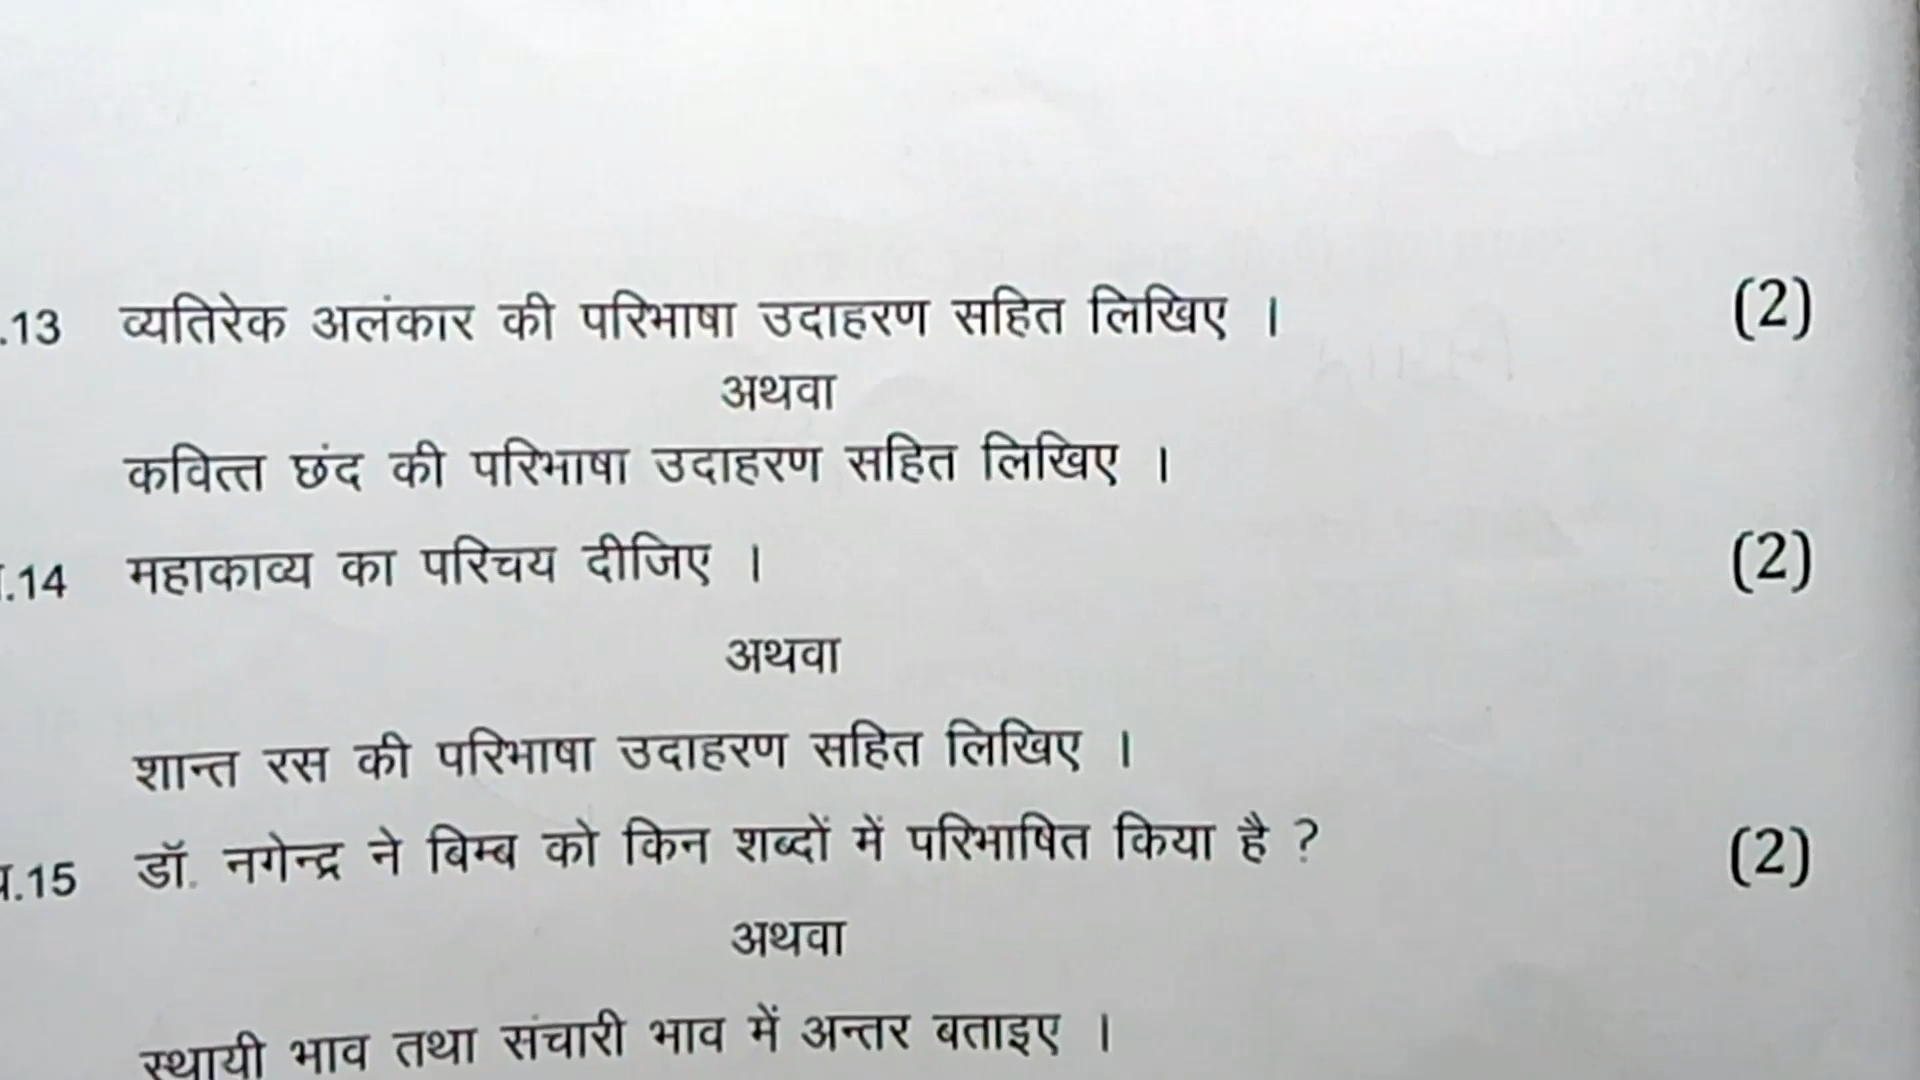 .13 व्यतिरेक अलंकार की परिभाषा उदाहरण सहित लिखिए । (2)
अथवा
कवित्त छंद की परिभाषा उदाहरण सहित लिखिए ।
.14 महाकाव्य का परिचय दीजिए । (2)
अथवा
शान्त रस की परिभाषा उदाहरण सहित लिखिए ।
.15 डॉ. नगेन्द्र ने बिम्ब को किन शब्दों में परिभाषित किया है ? (2)
अथवा
स्थायी भाव तथा संचारी भाव में अन्तर बताइए ।